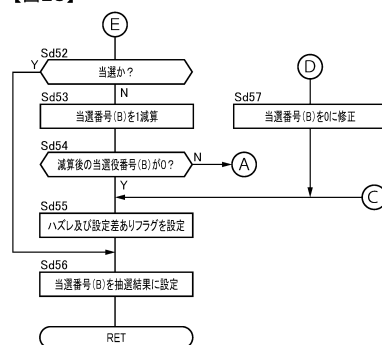 E
Sd52
Y
当選か？
N
D
Sd53
Sd57
当選番号(B)を1減算
当選番号(B)を0に修正
Sd54
減算後の当選役番号(B)が0？
N
A
Y
C
Sd55
ハズレ及び設定差ありフラグを設定
Sd56
当選番号(B)を抽選結果に設定
RET